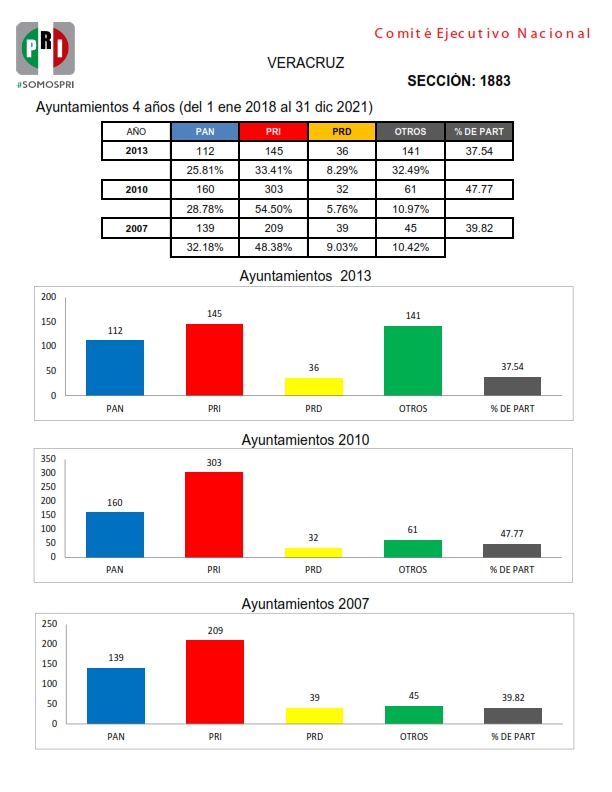 PRI
#SOMOSPRI
Comité Ejecutivo Nacional
VERACRUZ
SECCIÒN: 1883
Ayuntamientos 4 años (del 1 ene 2018 al 31 dic 2021)
AÑO PAN PRI PRD OTROS % DE PART
2013 112 145 36 141 37.54
25.81% 33.41% 8.29% 32.49%
2010 160 303 32 61 47.77
28.78% 54.50% 5.76% 10.97%
2007 139 209 39 45 39.82
32.18% 48.38% 9.03% 10.42%
Ayuntamientos 2013
200
150
100
50
0
112
145
36
141
37.54
PAN PRI PRD OTROS % DE PART
Ayuntamientos 2010
350
300
250
200
150
100
50
0
160
303
32
61
47.77
PAN PRI PRD OTROS % DE PART
Ayuntamientos 2007
250
200
150
100
50
0
139
209
39
45
39.82
PAN PRI PRD OTROS % DE PART